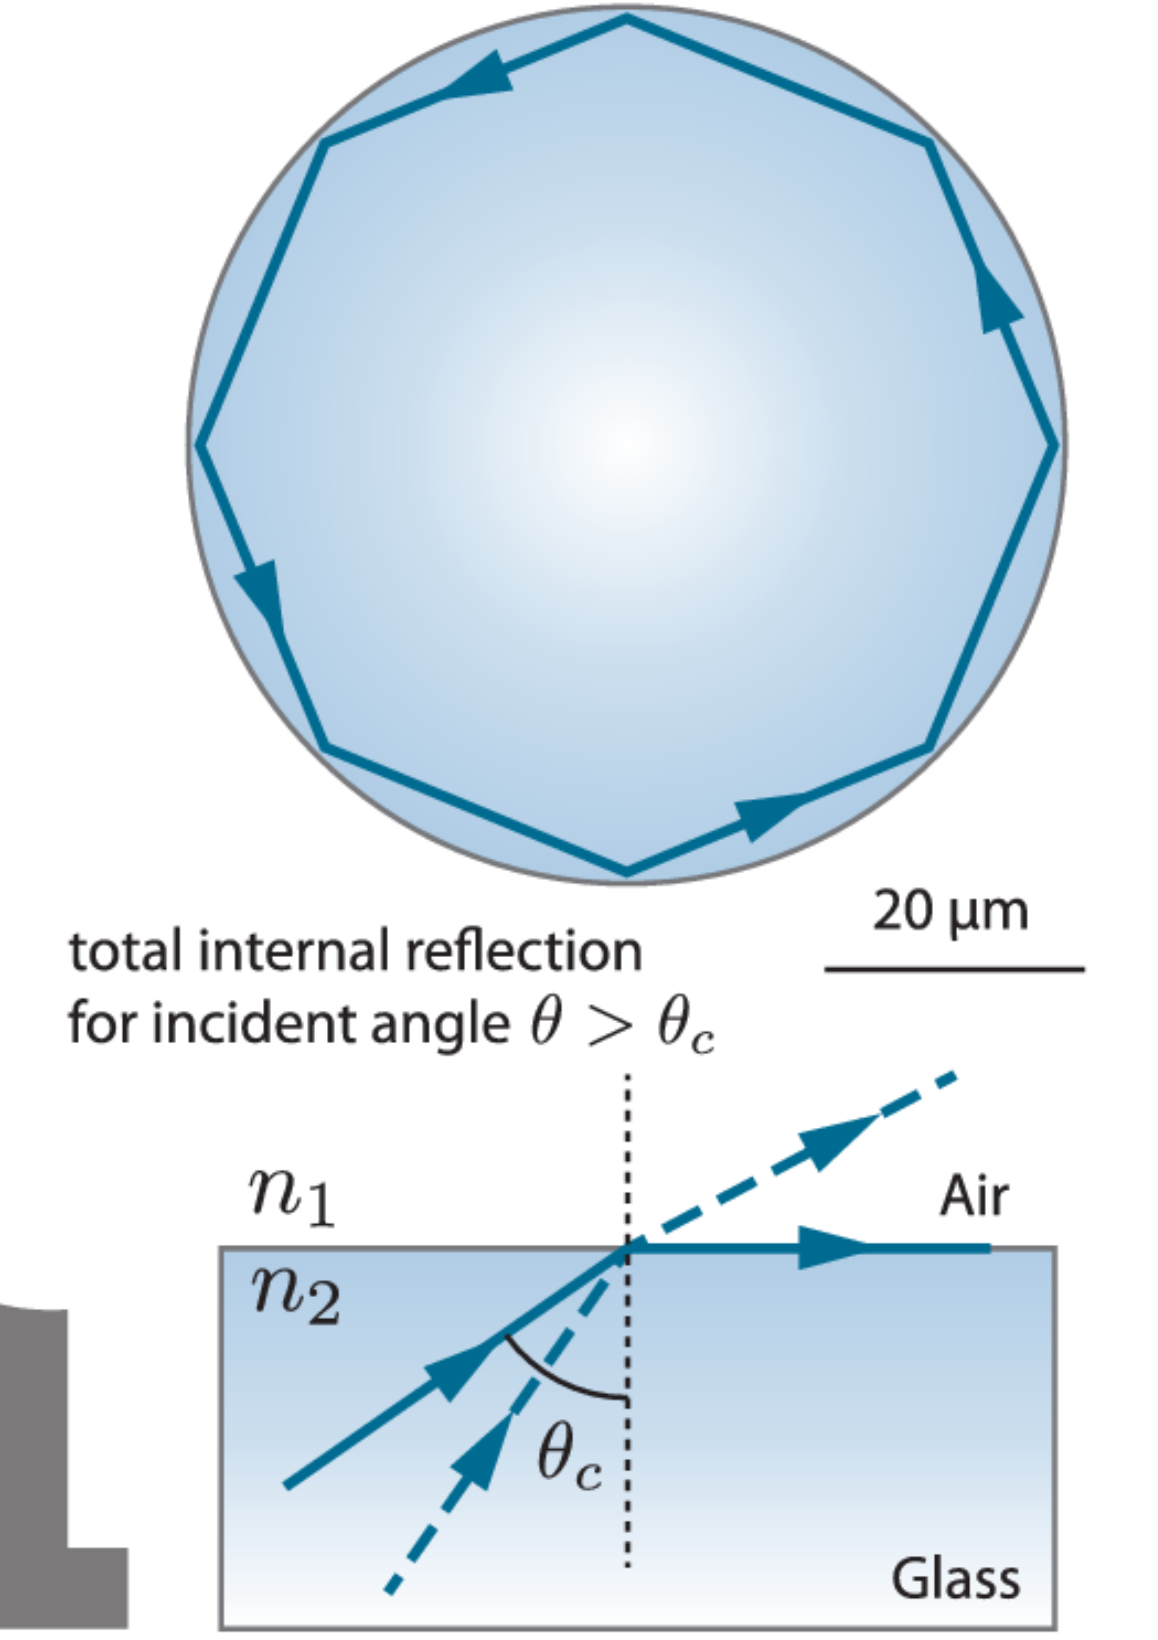 20 μm
total internal reflection
for incident angle θ > θc
n1
Air
n2
θc
Glass